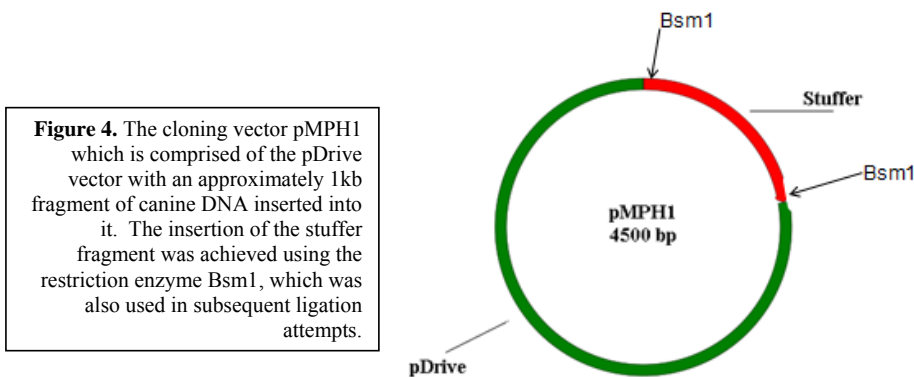 Figure 4. The cloning vector pMPH1
which is comprised of the pDrive
vector with an approximately 1kb
fragment of canine DNA inserted into
it. The insertion of the stuffer
fragment was achieved using the
restriction enzyme Bsm1, which was
also used in subsequent ligation
attempts.
Bsm1
Stuffer
Bsm1
pMPH1
4500 bp
pDrive